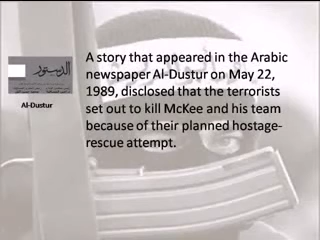 الدستور
Al-Dustur
A story that appeared in the Arabic
newspaper Al-Dustur on May 22,
1989, disclosed that the terrorists
set out to kill McKee and his team
because of their planned hostage-
rescue attempt.